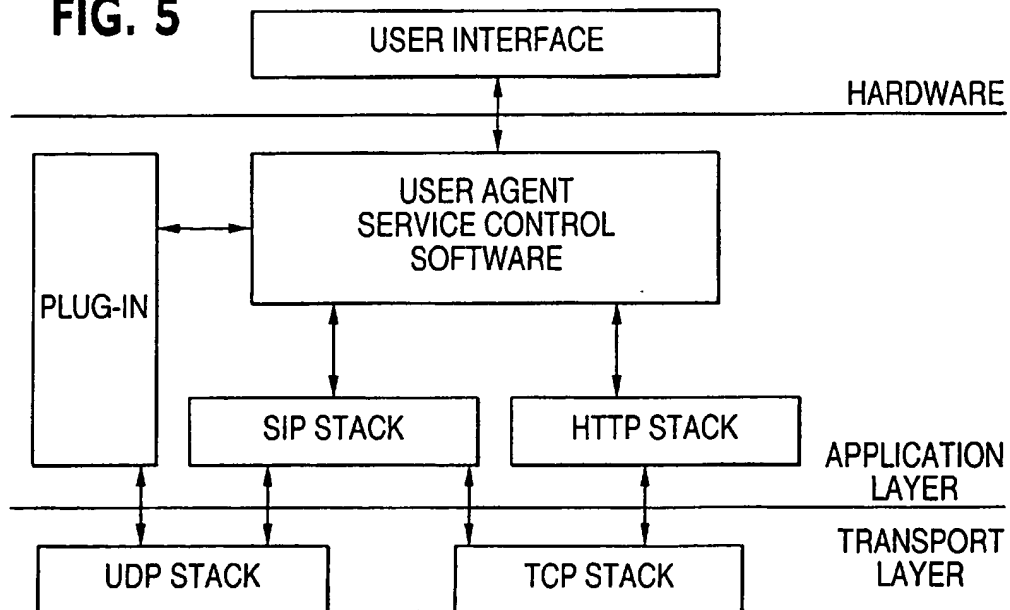 FIG. 5
USER INTERFACE
HARDWARE
USER AGENT
SERVICE CONTROL
SOFTWARE
PLUG-IN
SIP STACK
HTTP STACK
APPLICATION
LAYER
TRANSPORT
LAYER
UDP STACK
TCP STACK